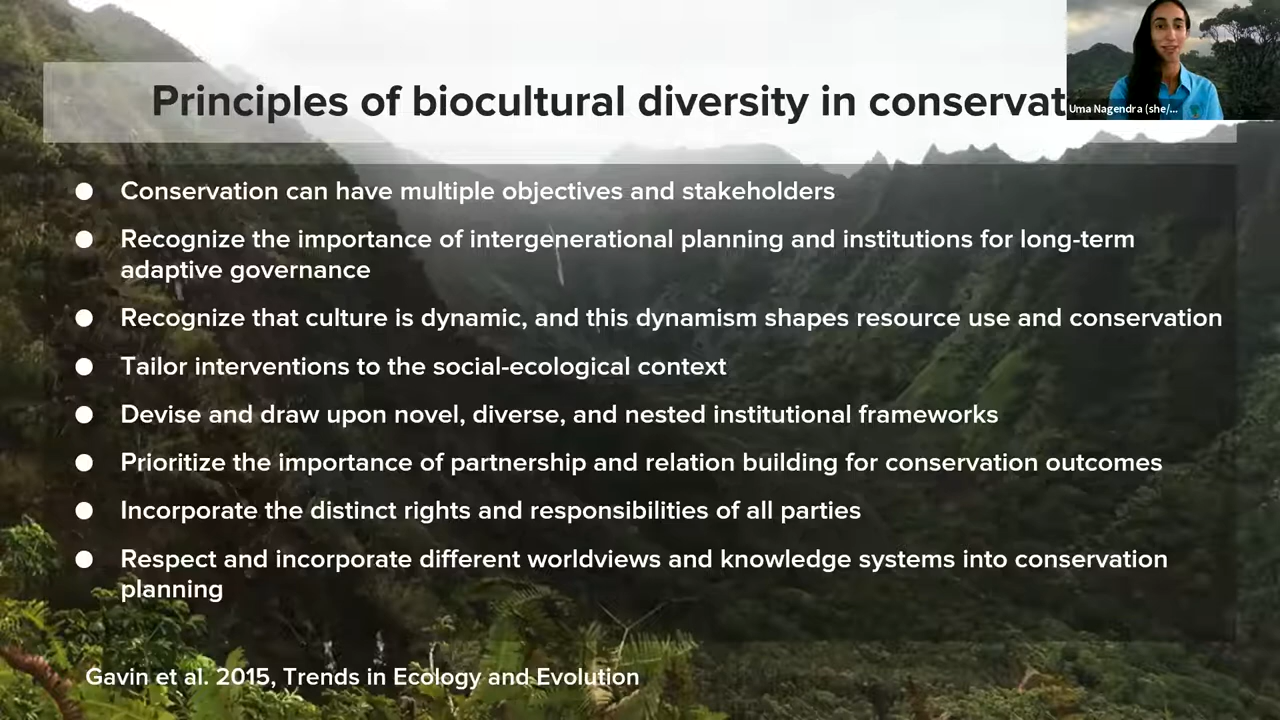 Principles of biocultural diversity in conservat
Uma Nagendra (she/...
● Conservation can have multiple objectives and stakeholders
● Recognize the importance of intergenerational planning and institutions for long-term
adaptive governance
● Recognize that culture is dynamic, and this dynamism shapes resource use and conservation
● Tailor interventions to the social-ecological context
● Devise and draw upon novel, diverse, and nested institutional frameworks
● Prioritize the importance of partnership and relation building for conservation outcomes
● Incorporate the distinct rights and responsibilities of all parties
● Respect and incorporate different worldviews and knowledge systems into conservation
planning
Gavin et al. 2015, Trends in Ecology and Evolution